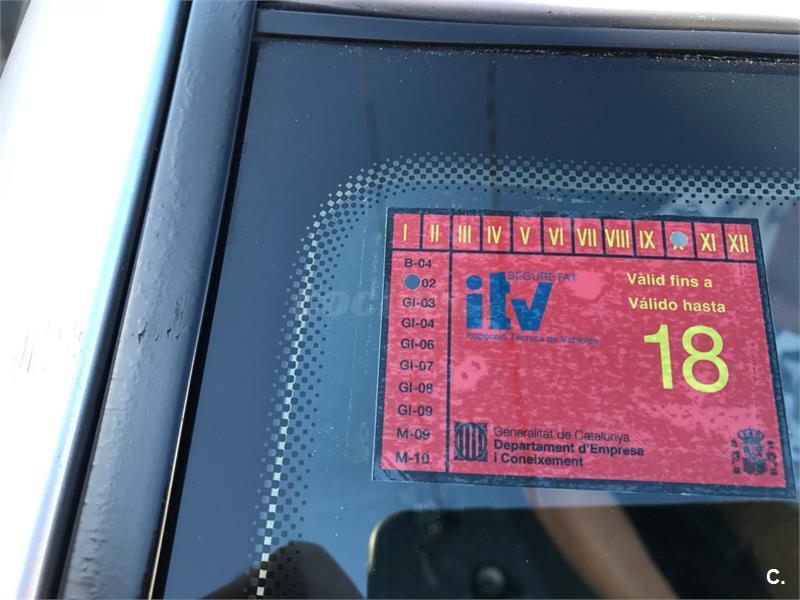 I II III IV V VI VII VIII IX X XI XII
B-04
02
GI-03
GI-04
GI-06
GI-07
GI-08
GI-09
M-09
M-10
SEGURETAT
itv
Inspecció Tècnica de Vehicles
Vàlid fins a
Válido hasta
18
Generalitat de Catalunya
Departament d'Empresa
i Coneixement
C.